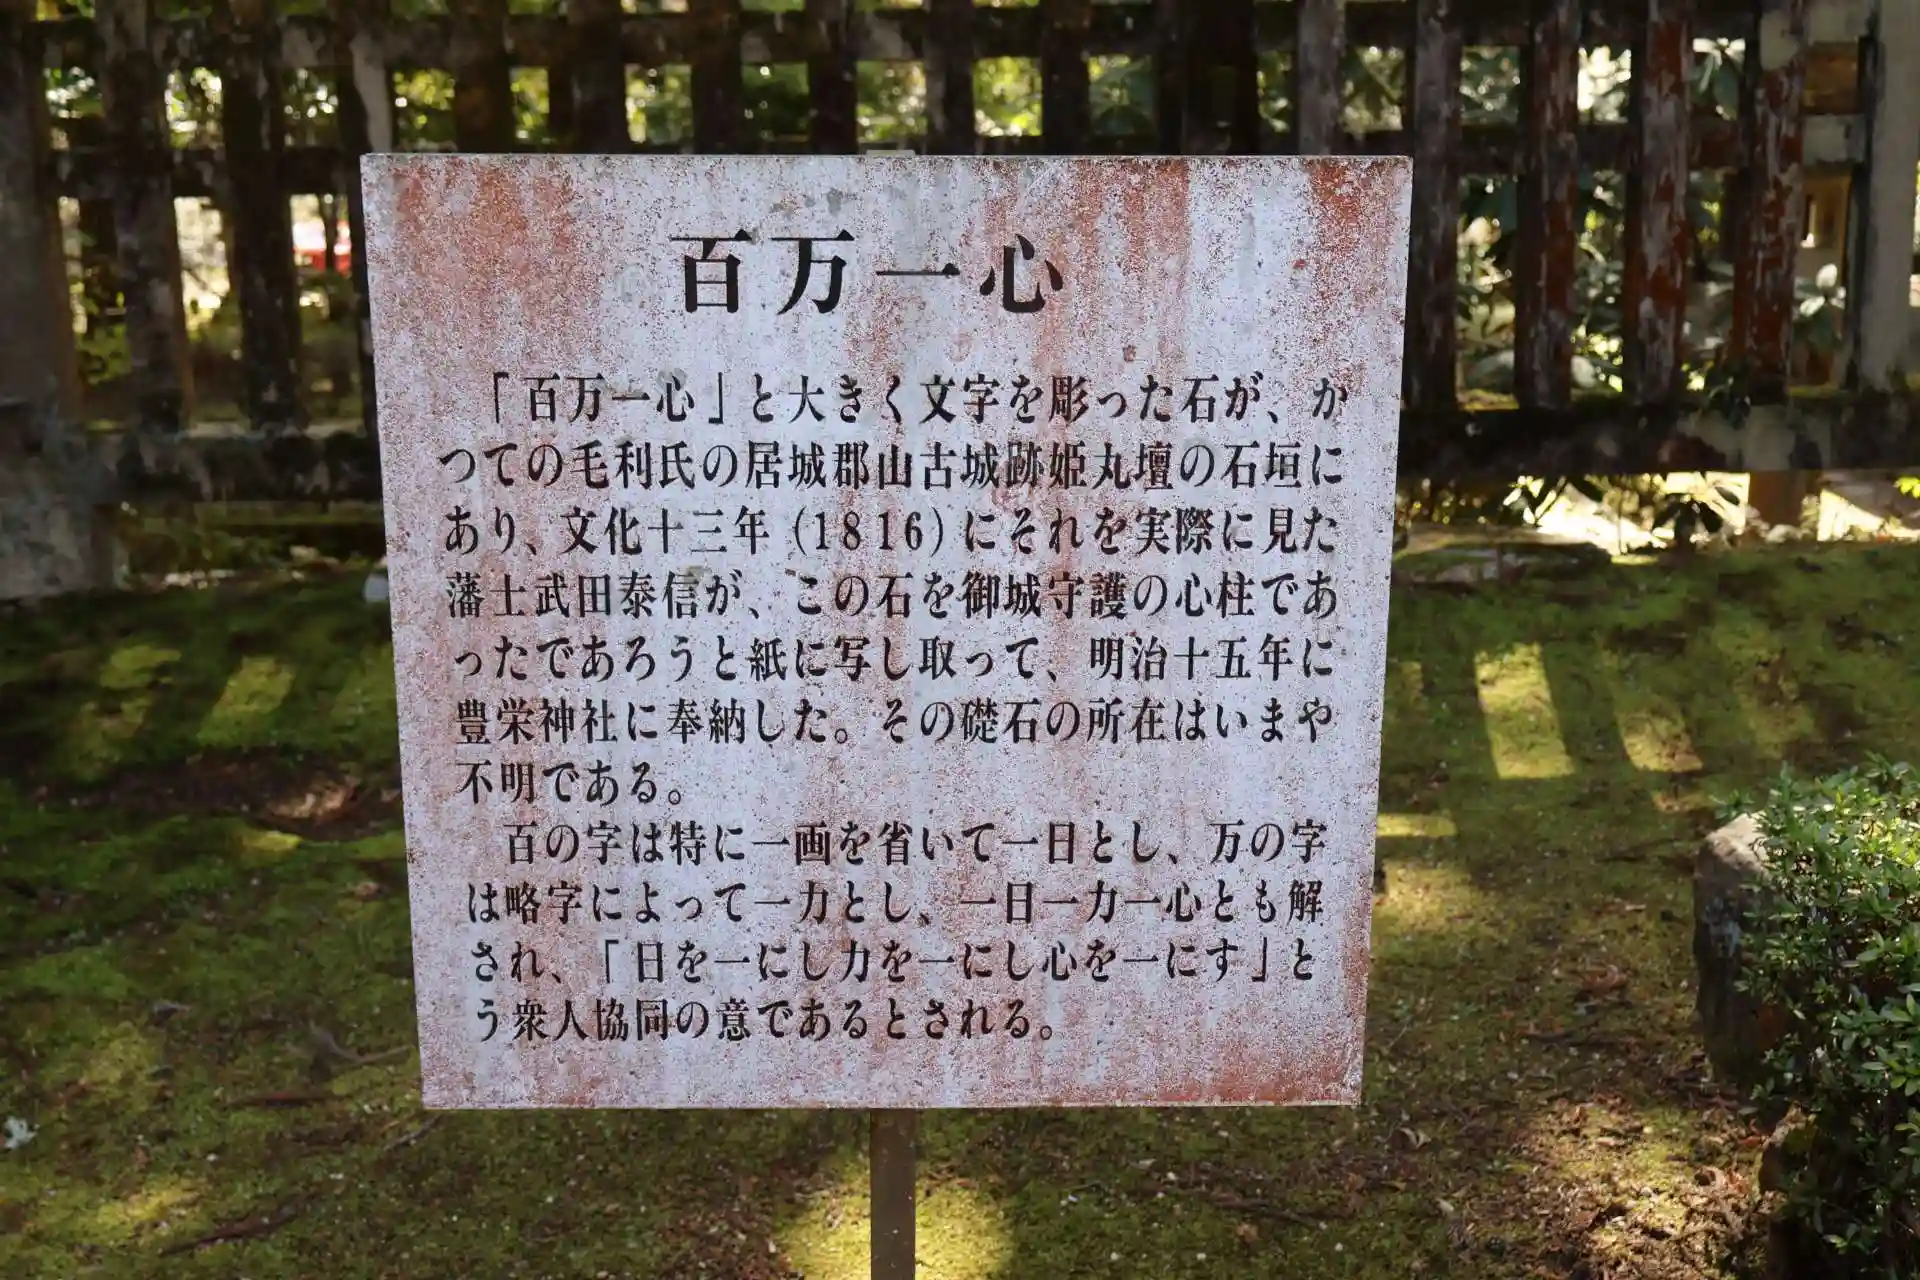 百万一心
「百万一心」と大きく文字を彫った石が、か
つての毛利氏の居城郡山古城跡姫丸壇の石垣に
あり、文化十三年(1816)にそれを実際に見た
藩士武田泰信が、この石を御城守護の心柱であ
ったであろうと紙に写し取って、明治十五年に
豊栄神社に奉納した。その礎石の所在はいまや
不明である。
百の字は特に一画を省いて一日とし、万の字
は略字によって一力とし、一日一力一心とも解
され、「日を一にし力を一にし心を一にす」と
う衆人協同の意であるとされる。